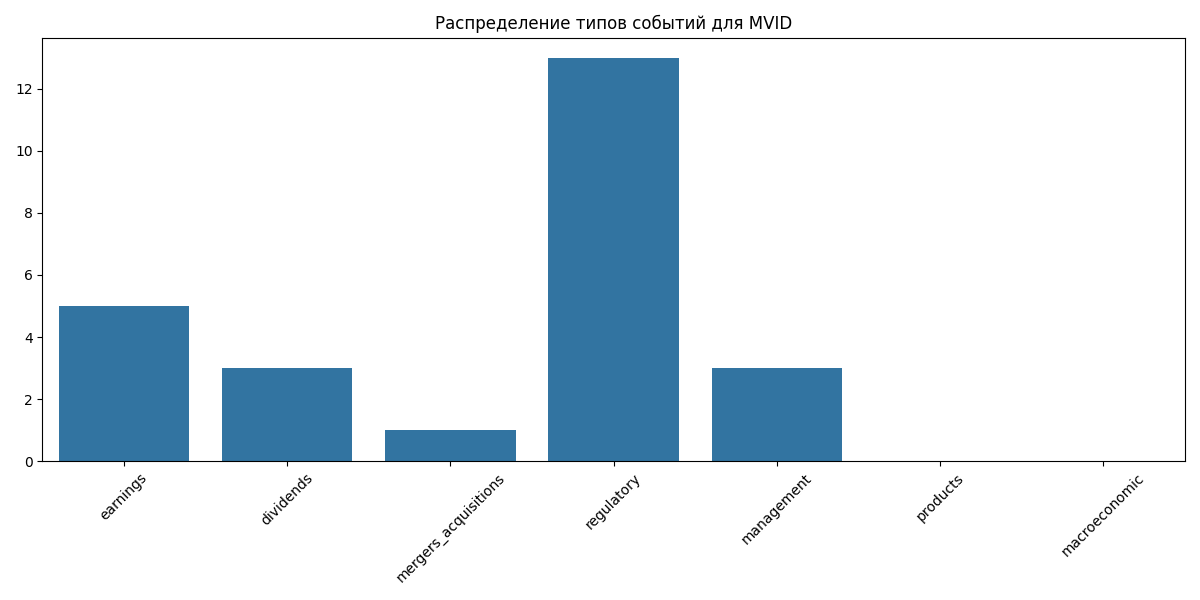 Распределение типов событий для MVID
12
10
8
6
4
2
0
earnings
dividends
mergers_acquisitions
regulatory
management
products
macroeconomic